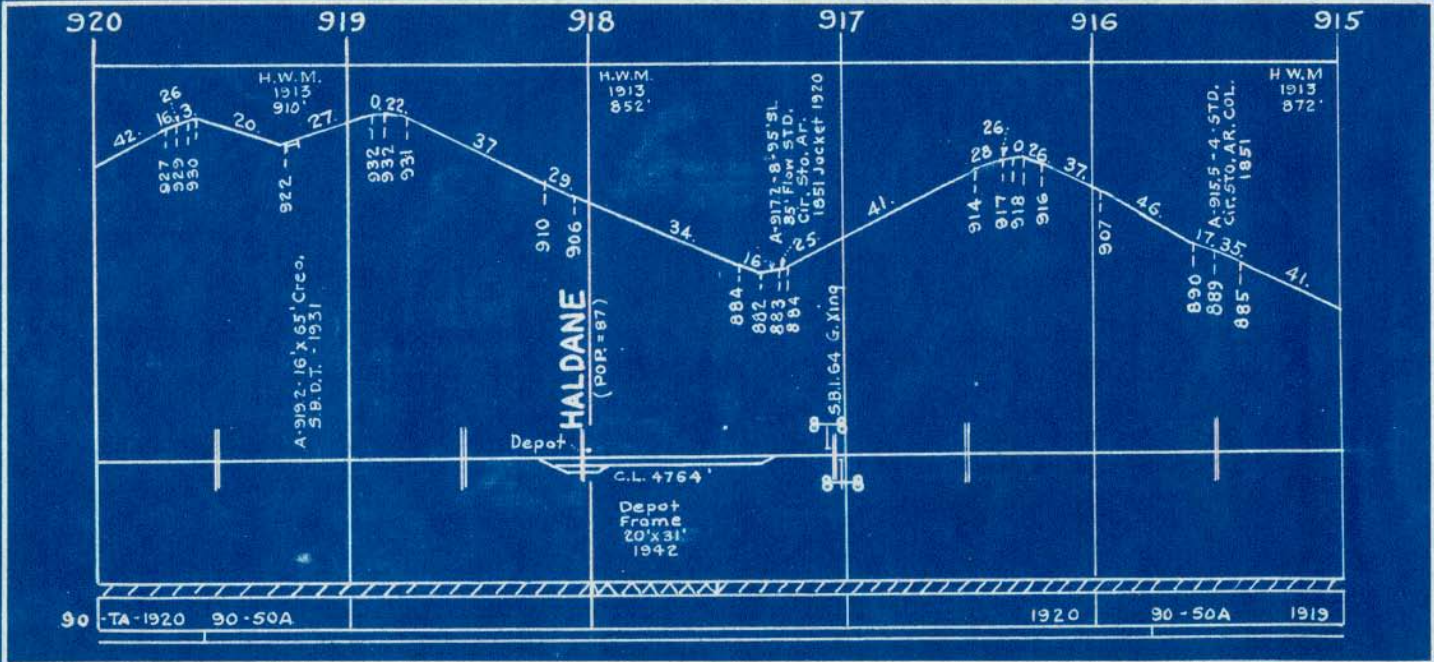 920 919 918 917 916 915
H.W.M.
1913
910'
H.W.M.
1913
852'
H W M
1913
872'
42.
26
16.
3.
20.
27.
0.
22.
37
29.
34.
16.
25.
41.
28
26.
0
26
37.
46.
17.
35.
41.
927
929
930
922
932
932
931
910
906
884
882
883
884
914
917
918
916
907
890
889
885
A-919.2-16'x65' Creo.
S.B.D.T. - 1931
A-917.2-8-95' SL
85' Flow STD.
Cir. Sto. Ar.
1851 Jacket 1920
A-915.5-4-STD.
Cir. STO. AR. COL.
1851
HALDANE
(POP. = 87)
S.B.I. 64 G. Xing
Depot
C.L. 4764'
Depot
Frame
20'x31'
1942
90 -TA-1920 90-50A 1920 90-50A 1919